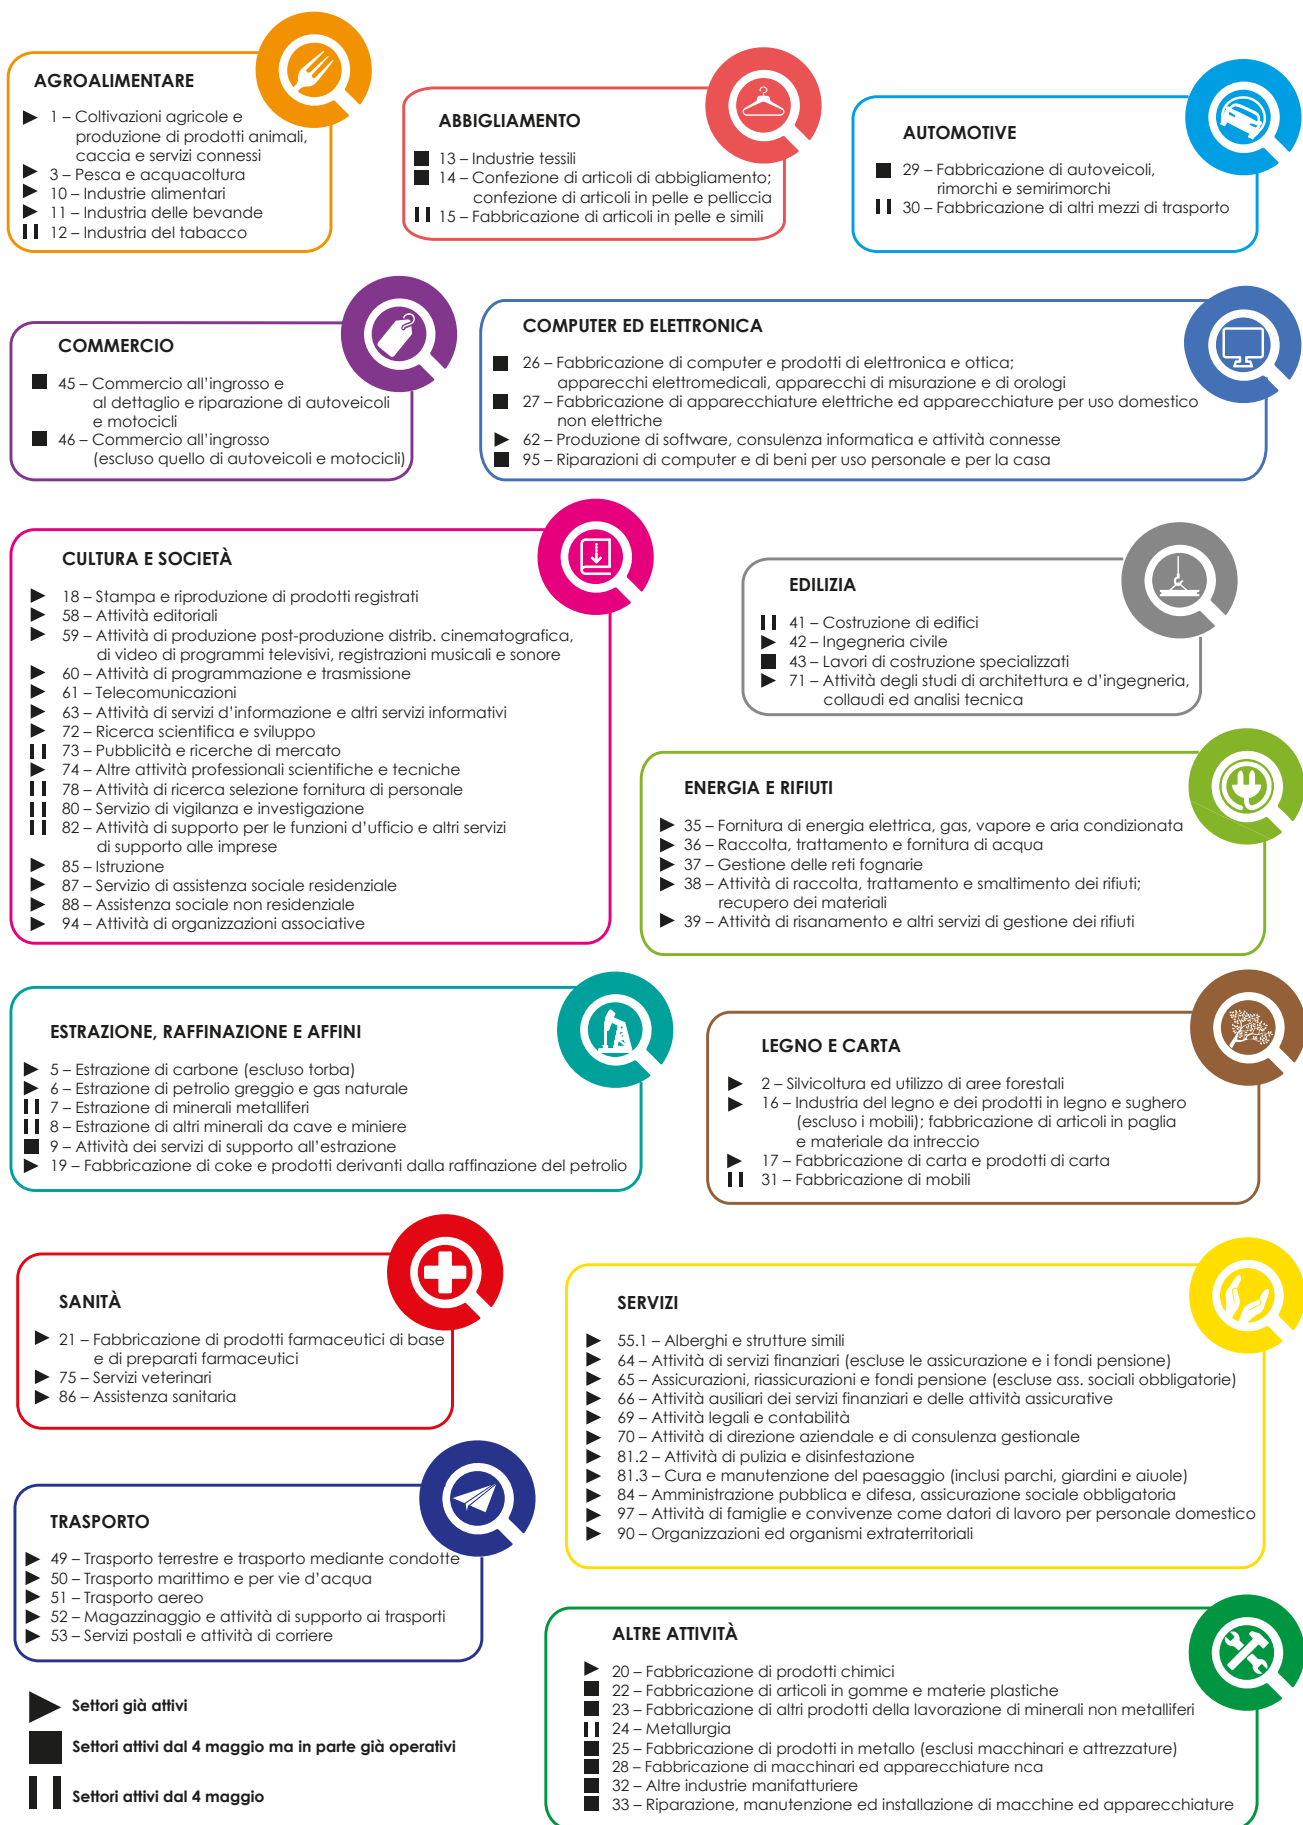 AGROALIMENTARE
1 – Coltivazioni agricole e
produzione di prodotti animali,
caccia e servizi connessi
3 – Pesca e acquacoltura
10 – Industrie alimentari
11 – Industria delle bevande
12 – Industria del tabacco
ABBIGLIAMENTO
13 – Industrie tessili
14 – Confezione di articoli di abbigliamento;
confezione di articoli in pelle e pelliccia
15 – Fabbricazione di articoli in pelle e simili
AUTOMOTIVE
29 – Fabbricazione di autoveicoli,
rimorchi e semirimorchi
30 – Fabbricazione di altri mezzi di trasporto
COMMERCIO
45 – Commercio all'ingrosso e
al dettaglio e riparazione di autoveicoli
e motocicli
46 – Commercio all'ingrosso
(escluso quello di autoveicoli e motocicli)
COMPUTER ED ELETTRONICA
26 – Fabbricazione di computer e prodotti di elettronica e ottica;
apparecchi elettromedicali, apparecchi di misurazione e di orologi
27 – Fabbricazione di apparecchiature elettriche ed apparecchiature per uso domestico
non elettriche
62 – Produzione di software, consulenza informatica e attività connesse
95 – Riparazioni di computer e di beni per uso personale e per la casa
CULTURA E SOCIETÀ
18 – Stampa e riproduzione di prodotti registrati
58 – Attività editoriali
59 – Attività di produzione post-produzione distrib. cinematografica,
di video di programmi televisivi, registrazioni musicali e sonore
60 – Attività di programmazione e trasmissione
61 – Telecomunicazioni
63 – Attività di servizi d'informazione e altri servizi informativi
72 – Ricerca scientifica e sviluppo
73 – Pubblicità e ricerche di mercato
74 – Altre attività professionali scientifiche e tecniche
78 – Attività di ricerca selezione fornitura di personale
80 – Servizio di vigilanza e investigazione
82 – Attività di supporto per le funzioni d'ufficio e altri servizi
di supporto alle imprese
85 – Istruzione
87 – Servizio di assistenza sociale residenziale
88 – Assistenza sociale non residenziale
94 – Attività di organizzazioni associative
EDILIZIA
41 – Costruzione di edifici
42 – Ingegneria civile
43 – Lavori di costruzione specializzati
71 – Attività degli studi di architettura e d'ingegneria,
collaudi ed analisi tecnica
ENERGIA E RIFIUTI
35 – Fornitura di energia elettrica, gas, vapore e aria condizionata
36 – Raccolta, trattamento e fornitura di acqua
37 – Gestione delle reti fognarie
38 – Attività di raccolta, trattamento e smaltimento dei rifiuti;
recupero dei materiali
39 – Attività di risanamento e altri servizi di gestione dei rifiuti
ESTRAZIONE, RAFFINAZIONE E AFFINI
5 – Estrazione di carbone (escluso torba)
6 – Estrazione di petrolio greggio e gas naturale
7 – Estrazione di minerali metalliferi
8 – Estrazione di altri minerali da cave e miniere
9 – Attività dei servizi di supporto all'estrazione
19 – Fabbricazione di coke e prodotti derivanti dalla raffinazione del petrolio
LEGNO E CARTA
2 – Silvicoltura ed utilizzo di aree forestali
16 – Industria del legno e dei prodotti in legno e sughero
(escluso i mobili); fabbricazione di articoli in paglia
e materiale da intreccio
17 – Fabbricazione di carta e prodotti di carta
31 – Fabbricazione di mobili
SANITÀ
21 – Fabbricazione di prodotti farmaceutici di base
e di preparati farmaceutici
75 – Servizi veterinari
86 – Assistenza sanitaria
SERVIZI
55.1 – Alberghi e strutture simili
64 – Attività di servizi finanziari (escluse le assicurazione e i fondi pensione)
65 – Assicurazioni, riassicurazioni e fondi pensione (escluse ass. sociali obbligatorie)
66 – Attività ausiliari dei servizi finanziari e delle attività assicurative
69 – Attività legali e contabilità
70 – Attività di direzione aziendale e di consulenza gestionale
81.2 – Attività di pulizia e disinfestazione
81.3 – Cura e manutenzione del paesaggio (inclusi parchi, giardini e aiuole)
84 – Amministrazione pubblica e difesa, assicurazione sociale obbligatoria
97 – Attività di famiglie e convivenze come datori di lavoro per personale domestico
90 – Organizzazioni ed organismi extraterritoriali
TRASPORTO
49 – Trasporto terrestre e trasporto mediante condotte
50 – Trasporto marittimo e per vie d'acqua
51 – Trasporto aereo
52 – Magazzinaggio e attività di supporto ai trasporti
53 – Servizi postali e attività di corriere
ALTRE ATTIVITÀ
20 – Fabbricazione di prodotti chimici
22 – Fabbricazione di articoli in gomme e materie plastiche
23 – Fabbricazione di altri prodotti della lavorazione di minerali non metalliferi
24 – Metallurgia
25 – Fabbricazione di prodotti in metallo (esclusi macchinari e attrezzature)
28 – Fabbricazione di macchinari ed apparecchiature nca
32 – Altre industrie manifatturiere
33 – Riparazione, manutenzione ed installazione di macchine ed apparecchiature
Settori già attivi
Settori attivi dal 4 maggio ma in parte già operativi
Settori attivi dal 4 maggio